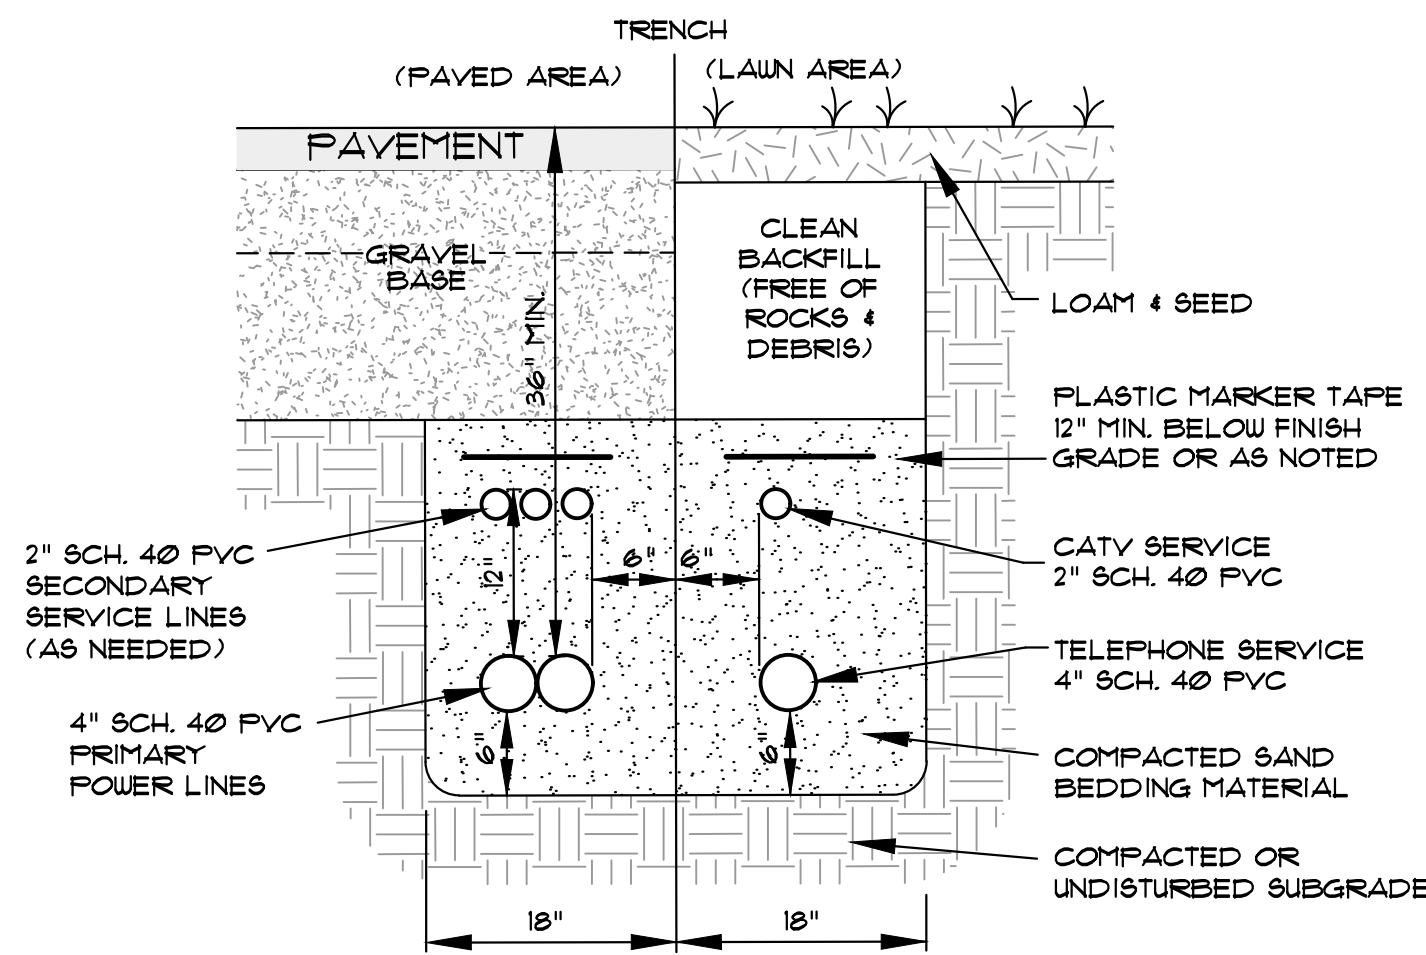 TRENCH
(PAVED AREA)
(LAWN AREA)
PAVEMENT
GRAVEL
BASE
36" MIN.
CLEAN
BACKFILL
(FREE OF
ROCKS &
DEBRIS)
LOAM & SEED
PLASTIC MARKER TAPE
12" MIN. BELOW FINISH
GRADE OR AS NOTED
2" SCH. 40 PVC
SECONDARY
SERVICE LINES
(AS NEEDED)
12"
6"
6"
CATV SERVICE
2" SCH. 40 PVC
TELEPHONE SERVICE
4" SCH. 40 PVC
4" SCH. 40 PVC
PRIMARY
POWER LINES
6"
6"
COMPACTED SAND
BEDDING MATERIAL
COMPACTED OR
UNDISTURBED SUBGRADE
18"
18"